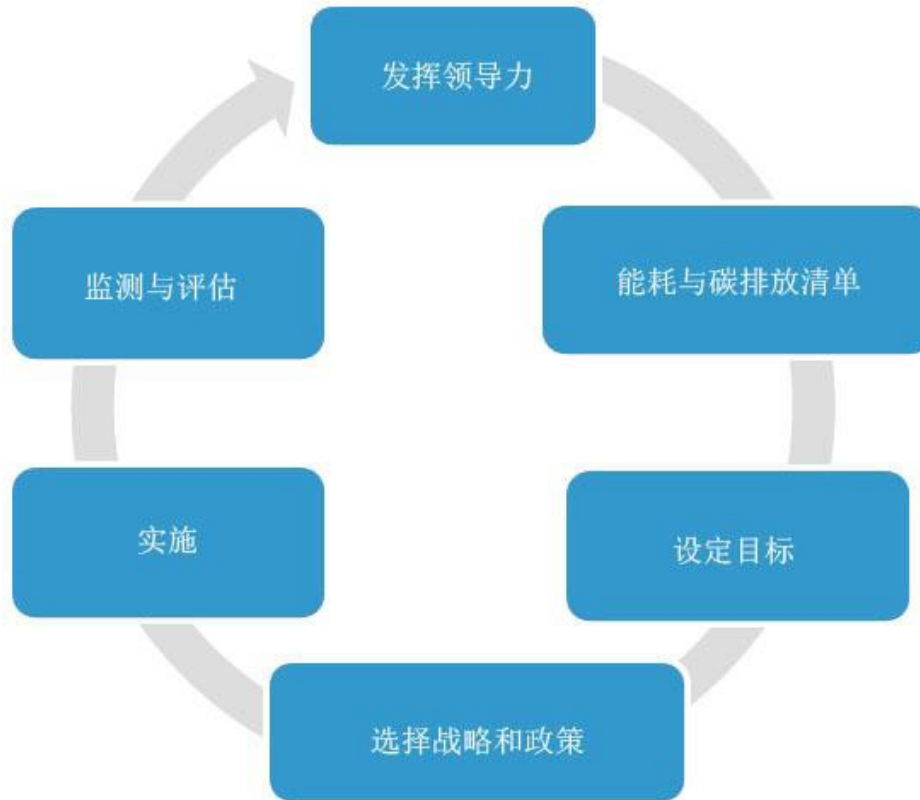 发挥领导力
能耗与碳排放清单
设定目标
选择战略和政策
实施
监测与评估